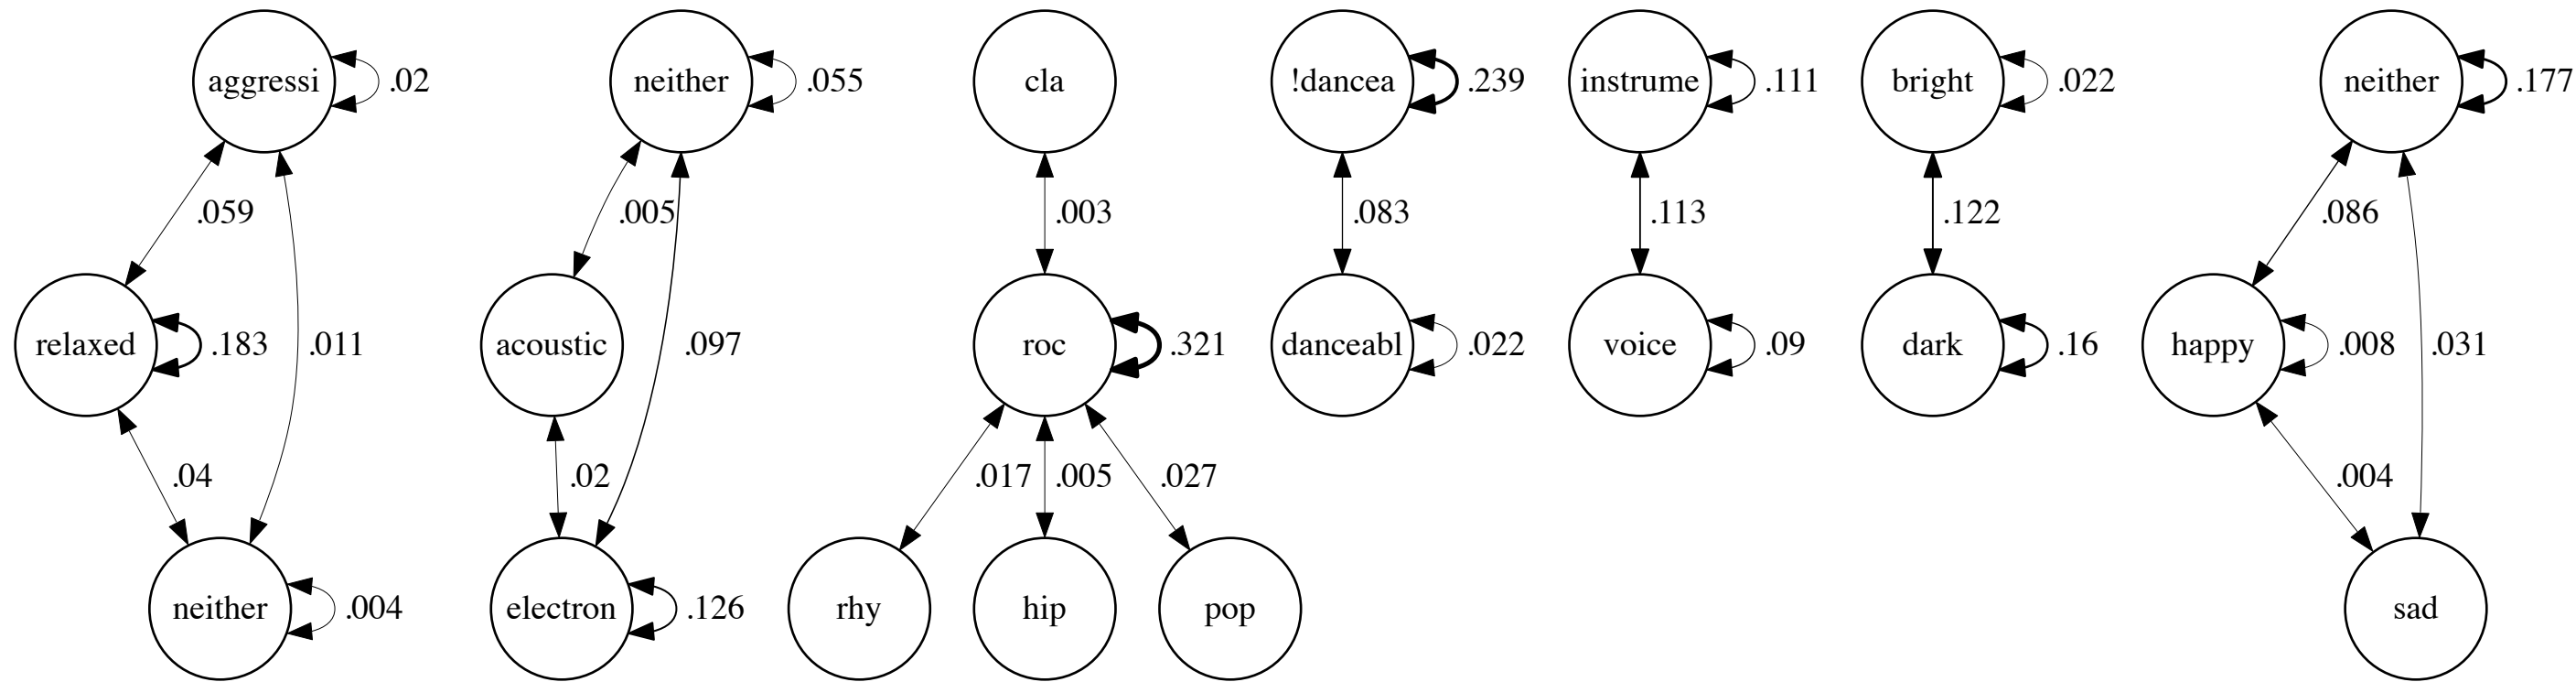 aggressi .02
neither .055
cla
!dancea .239
instrume .111
bright .022
neither .177
.059
.005
.003
.083
.113
.122
.086
relaxed .183
.011
acoustic
.097
roc .321
danceabl .022
voice .09
dark .16
happy .008
.031
.04
.02
.017
.005
.027
.004
neither .004
electron .126
rhy
hip
pop
sad